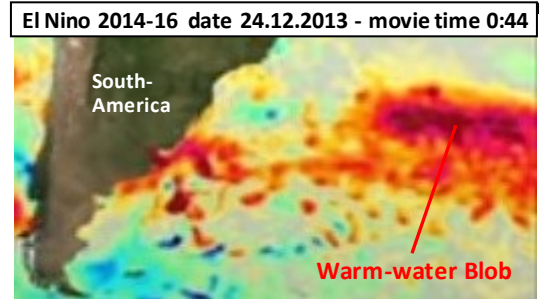 El Nino 2014-16 date 24.12.2013 - movie time 0:44
South-
America
Warm-water Blob